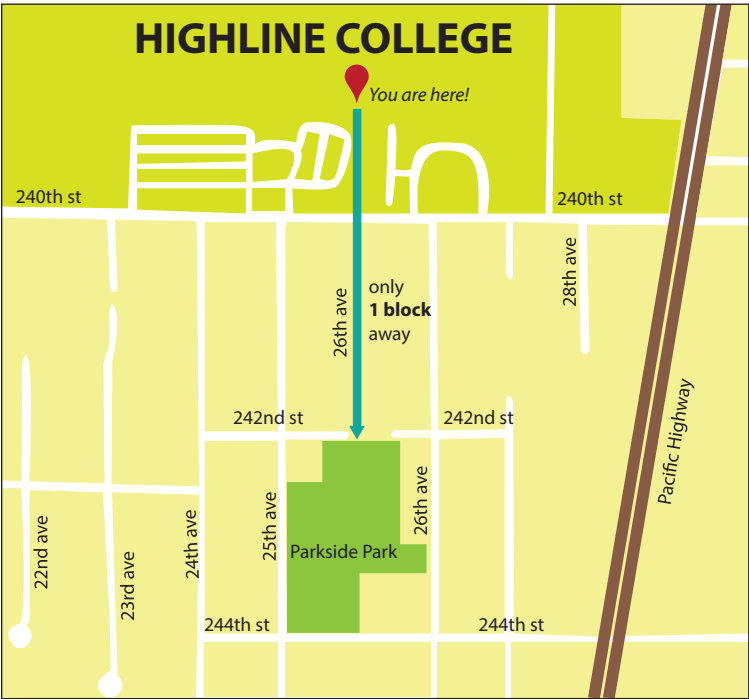 HIGHLINE COLLEGE
You are here!
240th st
240th st
28th ave
26th ave
only
1 block
away
242nd st
242nd st
Pacific Highway
22nd ave
23rd ave
24th ave
25th ave
26th ave
Parkside Park
244th st
244th st